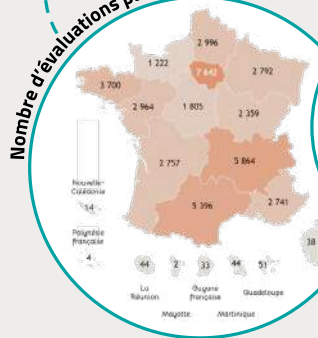 Nombre d'évaluations
2 996
1 222
7 642
2 792
3 700
2 964
1 805
2 359
2 757
5 864
5 396
2 741
Nouvelle-
Calédonie
14
Polynésie
française
4
44
2
33
44
51
38
La
Réunion
Guyane
française
Guadeloupe
Mayotte
Martinique